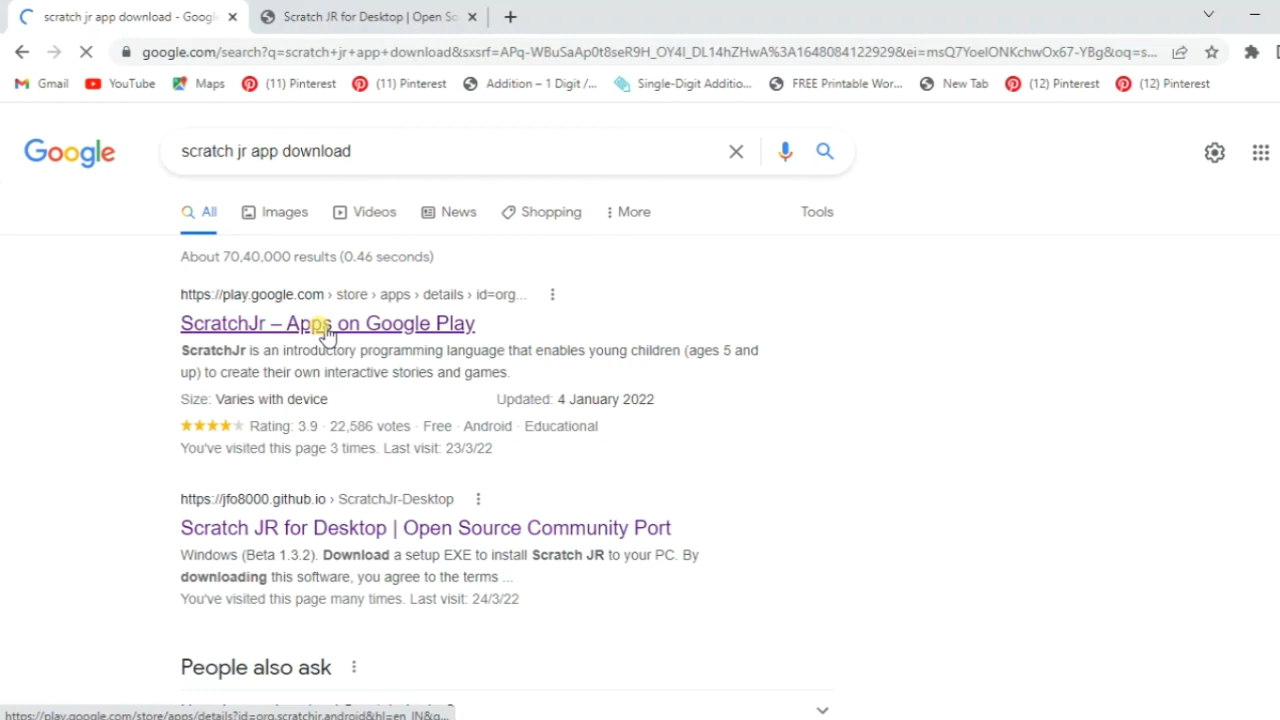 scratch jr app download - Googl
Scratch JR for Desktop | Open So
google.com/search?q=scratch+jr+app+download&sxsrf=APq-WBuSaAp0t8seR9H_OY4l_DL14hZHwA%3A1648084122929&ei=msQ7YoelONKchwOx67-YBg&oq=s...
Gmail YouTube Maps (11) Pinterest (11) Pinterest Addition – 1 Digit /... Single-Digit Additio... FREE Printable Wor... New Tab (12) Pinterest (12) Pinterest
Google
scratch jr app download
All Images Videos News Shopping More Tools
About 70,40,000 results (0.46 seconds)
https://play.google.com › store › apps › details › id=org...
ScratchJr – Apps on Google Play
ScratchJr is an introductory programming language that enables young children (ages 5 and
up) to create their own interactive stories and games.
Size: Varies with device Updated: 4 January 2022
Rating: 3.9 · 22,586 votes · Free · Android · Educational
You've visited this page 3 times. Last visit: 23/3/22
https://jfo8000.github.io › ScratchJr-Desktop
Scratch JR for Desktop | Open Source Community Port
Windows (Beta 1.3.2). Download a setup EXE to install Scratch JR to your PC. By
downloading this software, you agree to the terms ...
You've visited this page many times. Last visit: 24/3/22
People also ask
https://play.google.com/store/apps/details?id=org.scratchjr.android&hl=en_IN&g...